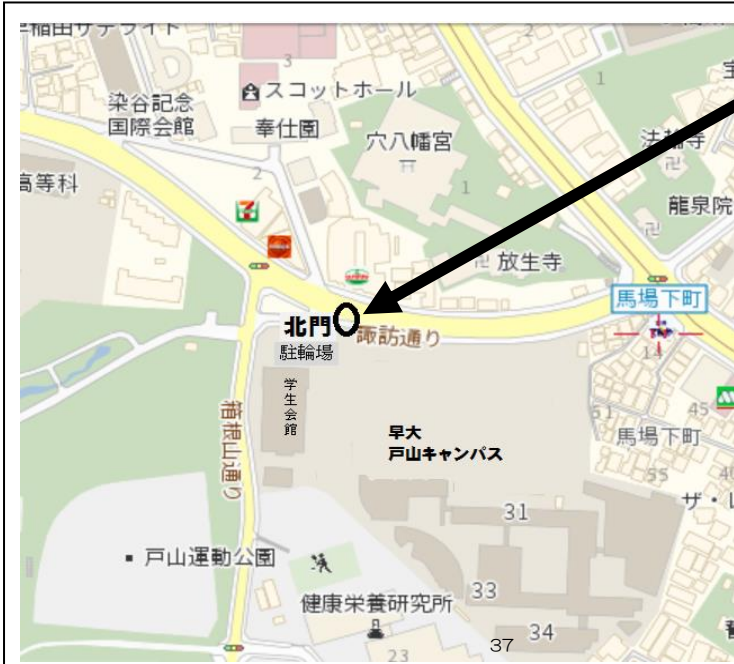 早稲田サテライト
3
2
スコットホール
染谷記念
国際会館
奉仕園
穴八幡宮
1
法輪寺
高等科
2
1
龍泉院
放生寺
馬場下町
北門
諏訪通り
駐輪場
14
学生会館
箱根山通り
早大
戸山キャンパス
51
45
馬場下町
55
31
戸山運動公園
健康栄養研究所
33
37
34
23